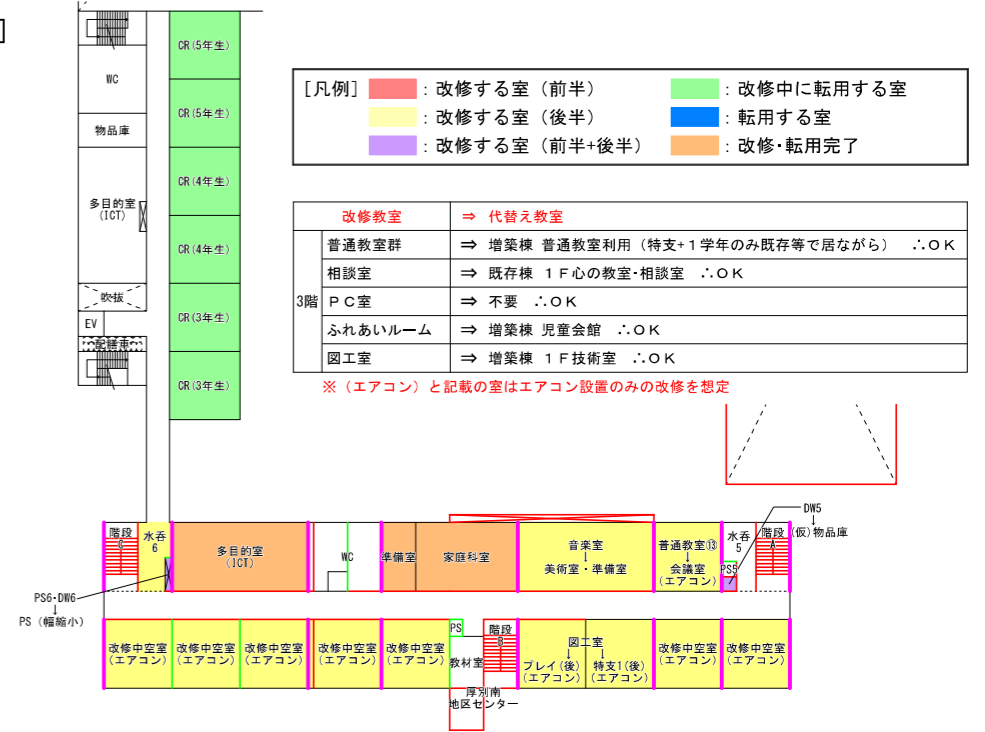 CR(5年生)
WC
CR(5年生)
物品庫
CR(4年生)
多目的室
(ICT)
CR(4年生)
吹抜
CR(3年生)
EV
配膳車
CR(3年生)
[凡例]
：改修する室（前半）
：改修中に転用する室
：改修する室（後半）
：転用する室
：改修する室（前半+後半）
：改修・転用完了
改修教室
⇒ 代替え教室
3階
普通教室群
⇒ 増築棟 普通教室利用（特支+１学年のみ既存等で居ながら） ∴ＯＫ
相談室
⇒ 既存棟 １Ｆ心の教室・相談室 ∴ＯＫ
ＰＣ室
⇒ 不要 ∴ＯＫ
ふれあいルーム
⇒ 増築棟 児童会館 ∴ＯＫ
図工室
⇒ 増築棟 １Ｆ技術室 ∴ＯＫ
※（エアコン）と記載の室はエアコン設置のみの改修を想定
DW5
↓
(仮)物品庫
階段
C
水呑
6
多目的室
(ICT)
WC
準備室
家庭科室
音楽室
↓
美術室・準備室
普通教室⑬
↓
会議室
(エアコン)
水呑
5
PS5
階段
A
PS6・DW6
↓
PS（幅縮小）
改修中空室
(エアコン)
改修中空室
(エアコン)
改修中空室
(エアコン)
改修中空室
(エアコン)
改修中空室
(エアコン)
PS
教材室
階段
B
図工室
↓ ↓
プレイ(後)
(エアコン)
特支1(後)
(エアコン)
改修中空室
(エアコン)
改修中空室
(エアコン)
厚別南
地区センター